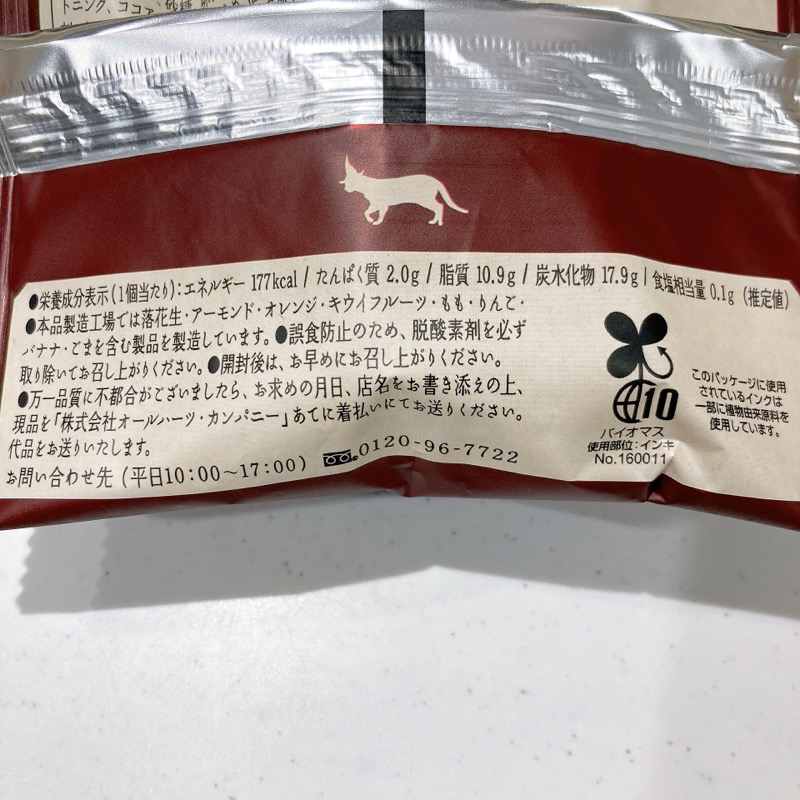 トニング、ココア、砂糖
●栄養成分表示(1個当たり):エネルギー 177kcal / たんぱく質 2.0g / 脂質 10.9g / 炭水化物 17.9g / 食塩相当量 0.1g (推定値)
●本品製造工場では落花生・アーモンド・オレンジ・キウイフルーツ・もも・りんご・
バナナ・ごまを含む製品を製造しています。●誤食防止のため、脱酸素剤を必ず
取り除いてお召し上がりください。●開封後は、お早めにお召し上がりください。
●万一品質に不都合がございましたら、お求めの月日、店名をお書き添えの上、
現品を「株式会社オールハーツ・カンパニー」あてに着払いにてお送りください。
代品をお送りいたします。
お問い合わせ先 (平日10:00〜17:00) 0120-96-7722
10
バイオマス
使用部位:インキ
No.160011
このパッケージに使用
されているインクは
一部に植物由来原料を
使用しています。